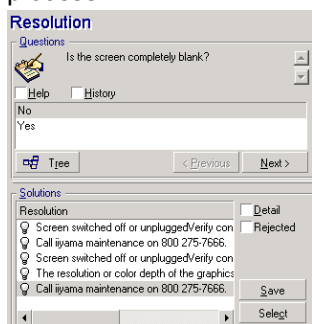 Resolution
Questions
Is the screen completely blank?
Help History
No
Yes
Tree < Previous Next >
Solutions
Resolution
Detail
Screen switched off or unpluggedVerify con
Rejected
Call iiyama maintenance on 800 275-7666.
Screen switched off or unpluggedVerify con
The resolution or color depth of the graphics
Call iiyama maintenance on 800 275-7666.
Save
Select